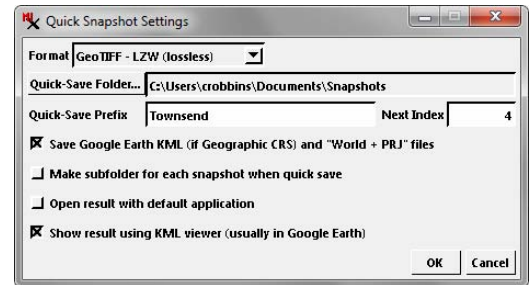 Quick Snapshot Settings
Format GeoTIFF - LZW (lossless)
Quick-Save Folder... C:\Users\crobbins\Documents\Snapshots
Quick-Save Prefix Townsend Next Index 4
Save Google Earth KML (if Geographic CRS) and "World + PRJ" files
Make subfolder for each snapshot when quick save
Open result with default application
Show result using KML viewer (usually in Google Earth)
OK Cancel